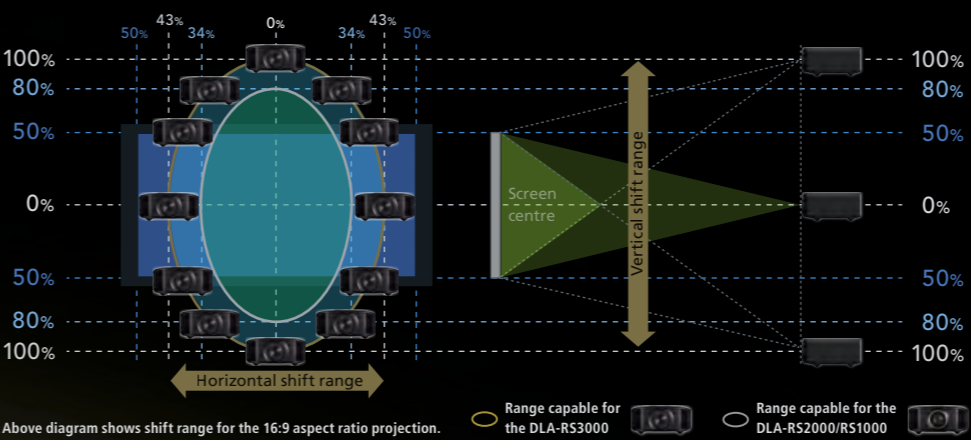 0%
43% 43%
50% 34% 34% 50%
100% 100%
80% 80%
50% 50%
0% 0%
50% 50%
80% 80%
100% 100%
Screen
centre
Vertical shift range
Horizontal shift range
Above diagram shows shift range for the 16:9 aspect ratio projection.
Range capable for
the DLA-RS3000
Range capable for the
DLA-RS2000/RS1000